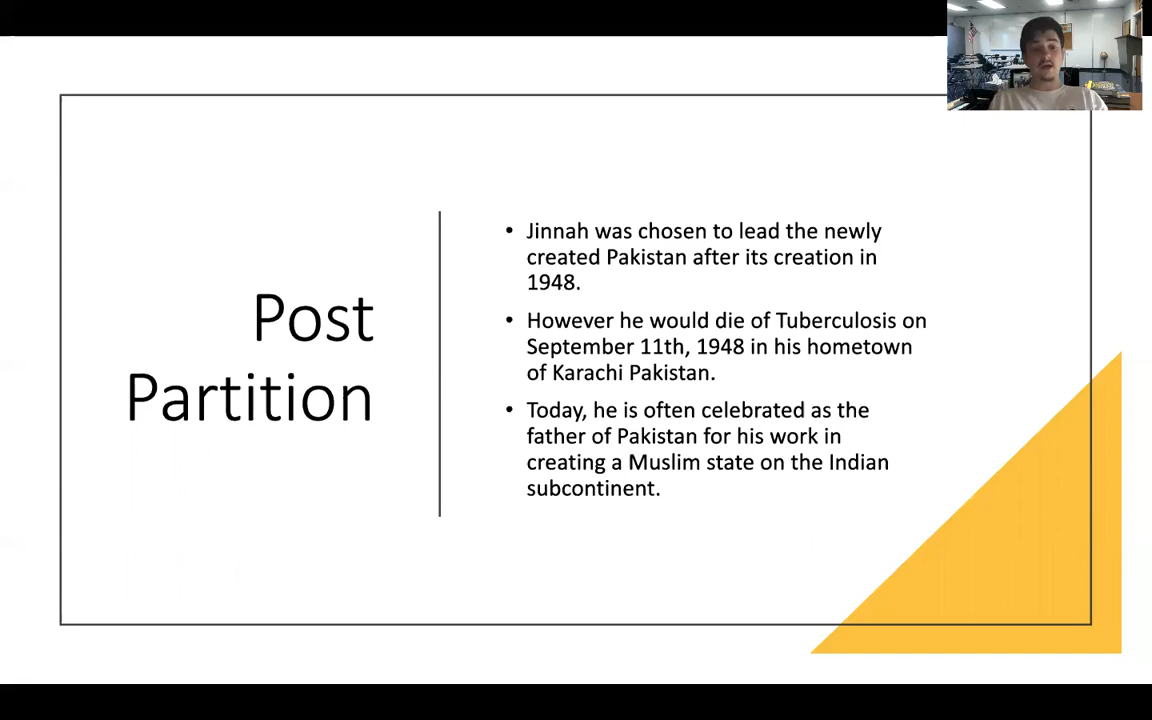 Post
Partition
• Jinnah was chosen to lead the newly
created Pakistan after its creation in
1948.
• However he would die of Tuberculosis on
September 11th, 1948 in his hometown
of Karachi Pakistan.
• Today, he is often celebrated as the
father of Pakistan for his work in
creating a Muslim state on the Indian
subcontinent.